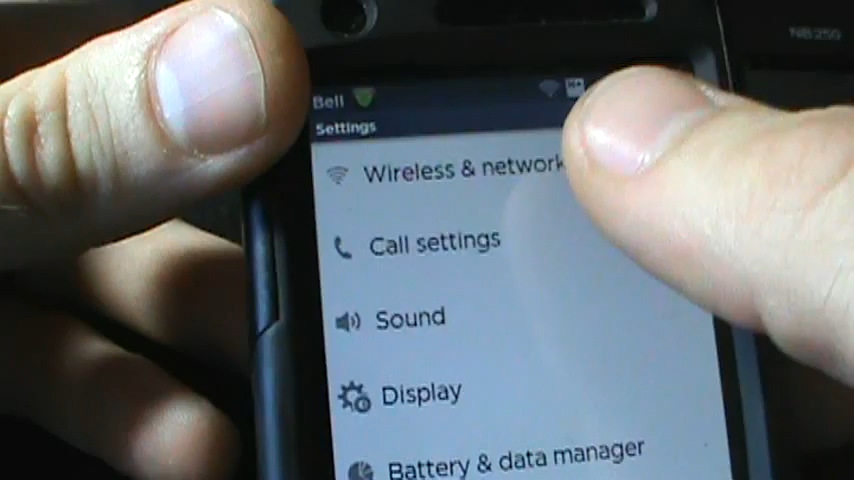 NB250
Bell
Settings
Wireless & network
Call settings
Sound
Display
Battery & data manager